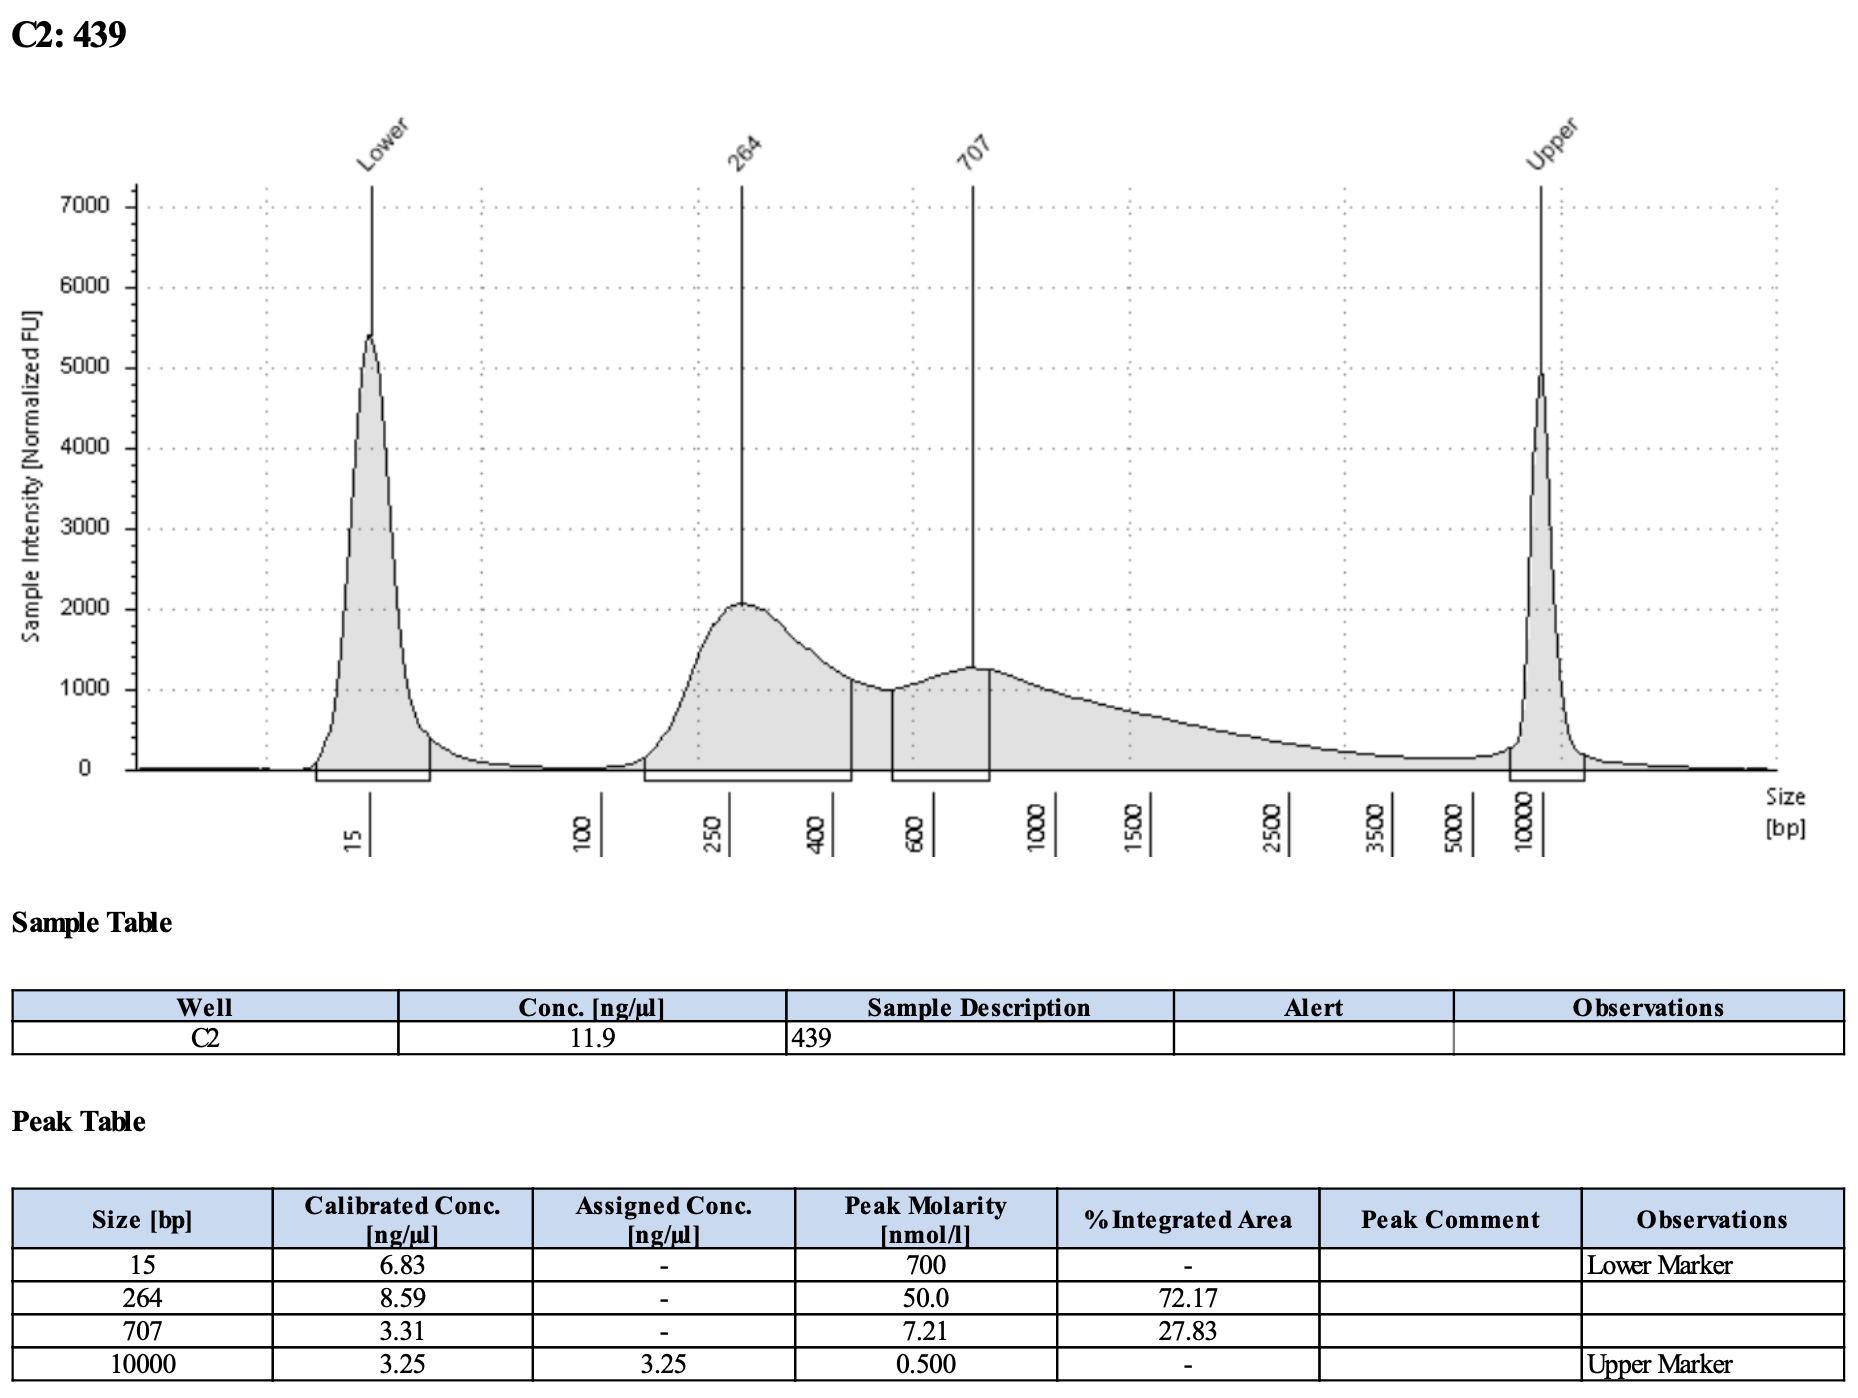 C2: 439
Lower
264
707
Upper
Sample Intensity [Normalized FU]
7000
6000
5000
4000
3000
2000
1000
0
15
100
250
400
600
1000
1500
2500
3500
5000
10000
Size
[bp]
Sample Table
Well Conc. [ng/µl] Sample Description Alert Observations
C2 11.9 439
Peak Table
Size [bp] Calibrated Conc. [ng/µl] Assigned Conc. [ng/µl] Peak Molarity [nmol/l] % Integrated Area Peak Comment Observations
15 6.83 - 700 - Lower Marker
264 8.59 - 50.0 72.17
707 3.31 - 7.21 27.83
10000 3.25 3.25 0.500 - Upper Marker